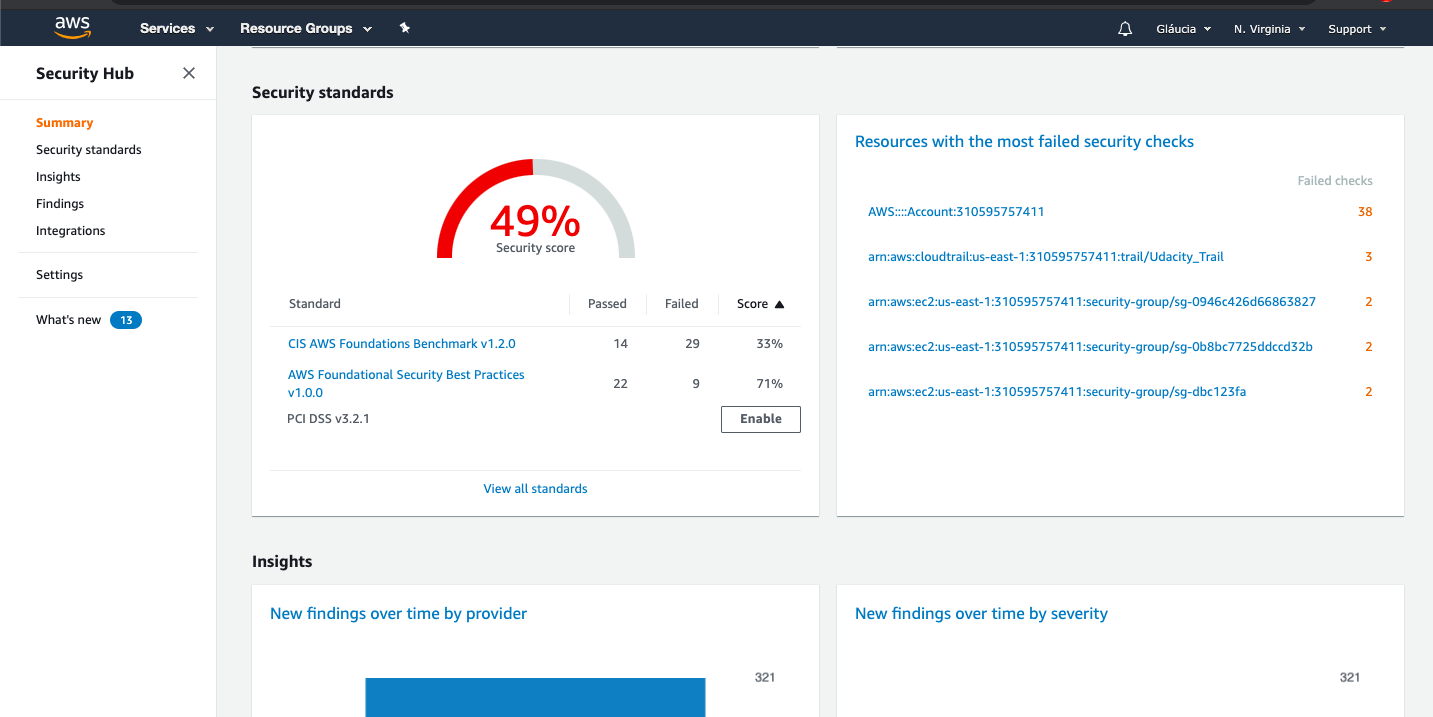 aws
Services
Resource Groups
Gláucia
N. Virginia
Support
Security Hub
Summary
Security standards
Insights
Findings
Integrations
Settings
What's new 13
Security standards
49%
Security score
Standard Passed Failed Score
CIS AWS Foundations Benchmark v1.2.0 14 29 33%
AWS Foundational Security Best Practices
v1.0.0 22 9 71%
PCI DSS v3.2.1 Enable
View all standards
Resources with the most failed security checks
Failed checks
AWS::::Account:310595757411 38
arn:aws:cloudtrail:us-east-1:310595757411:trail/Udacity_Trail 3
arn:aws:ec2:us-east-1:310595757411:security-group/sg-0946c426d66863827 2
arn:aws:ec2:us-east-1:310595757411:security-group/sg-0b8bc7725ddccd32b 2
arn:aws:ec2:us-east-1:310595757411:security-group/sg-dbc123fa 2
Insights
New findings over time by provider
321
New findings over time by severity
321